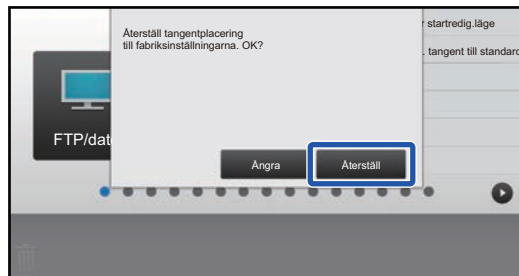 Återställ tangentplacering
till fabriksinställningarna. OK?
startredig.läge
tangent till standard
FTP/dat
Ångra
Återställ